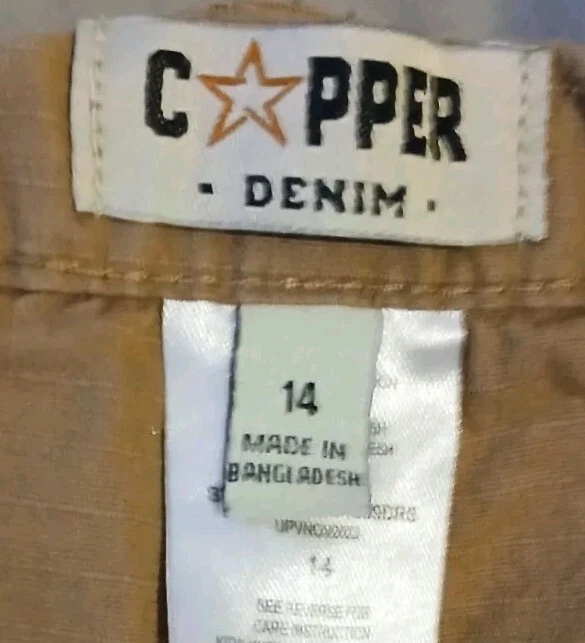 C PPER
· DENIM ·
14
MADE IN
BANGLADESH
14
SEE REVERSE FOR
CARE INSTRUCTION